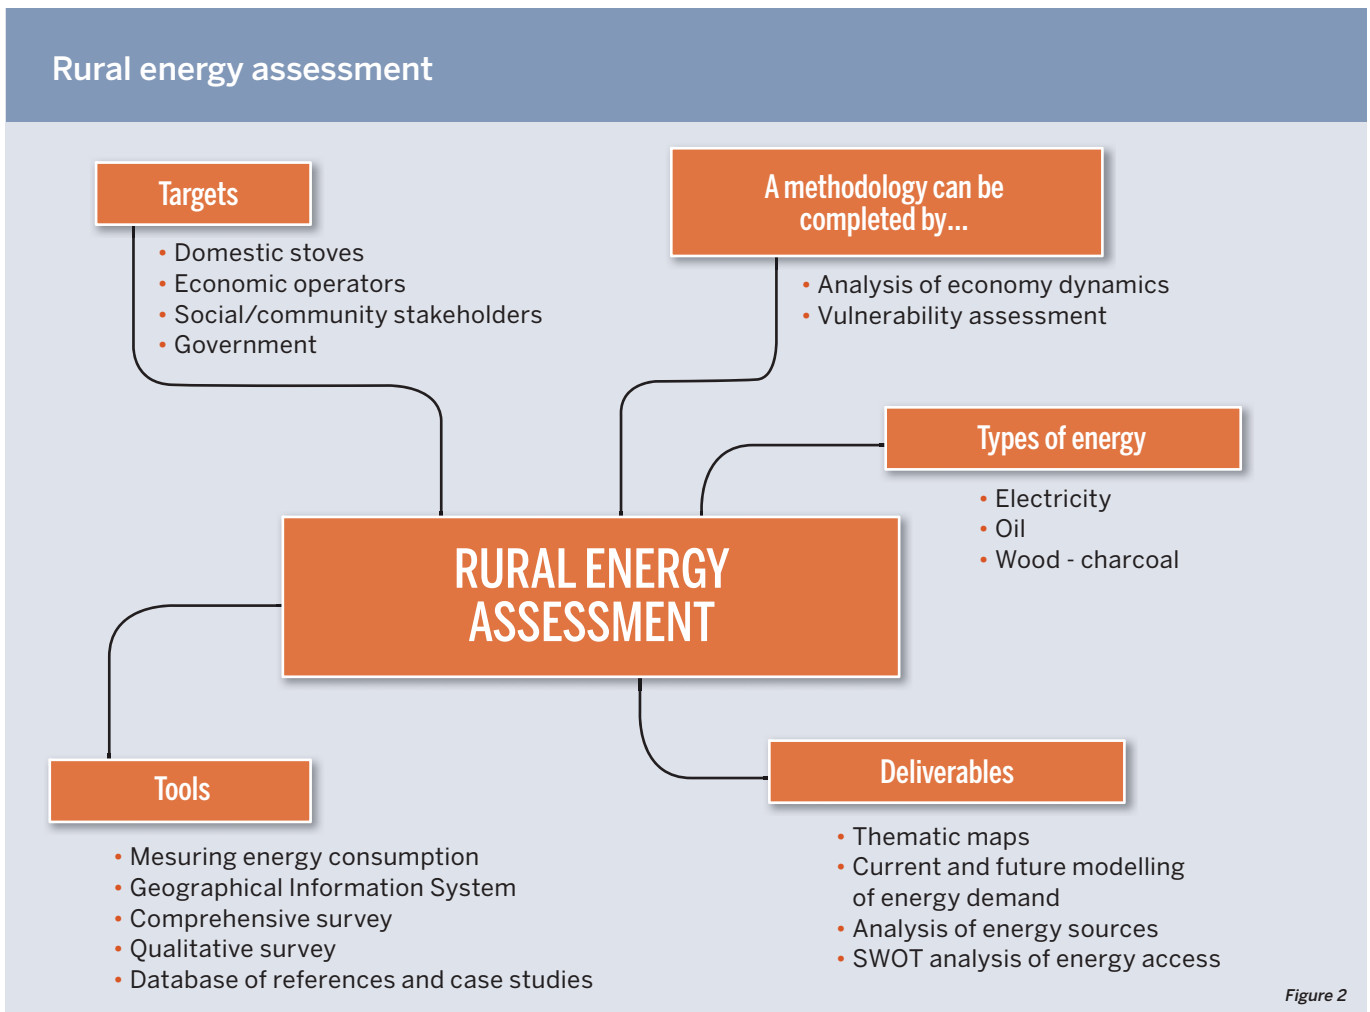 Rural energy assessment
Targets
• Domestic stoves
• Economic operators
• Social/community stakeholders
• Government
A methodology can be
completed by...
• Analysis of economy dynamics
• Vulnerability assessment
Types of energy
• Electricity
• Oil
• Wood - charcoal
RURAL ENERGY
ASSESSMENT
Tools
• Mesuring energy consumption
• Geographical Information System
• Comprehensive survey
• Qualitative survey
• Database of references and case studies
Deliverables
• Thematic maps
• Current and future modelling
of energy demand
• Analysis of energy sources
• SWOT analysis of energy access
Figure 2